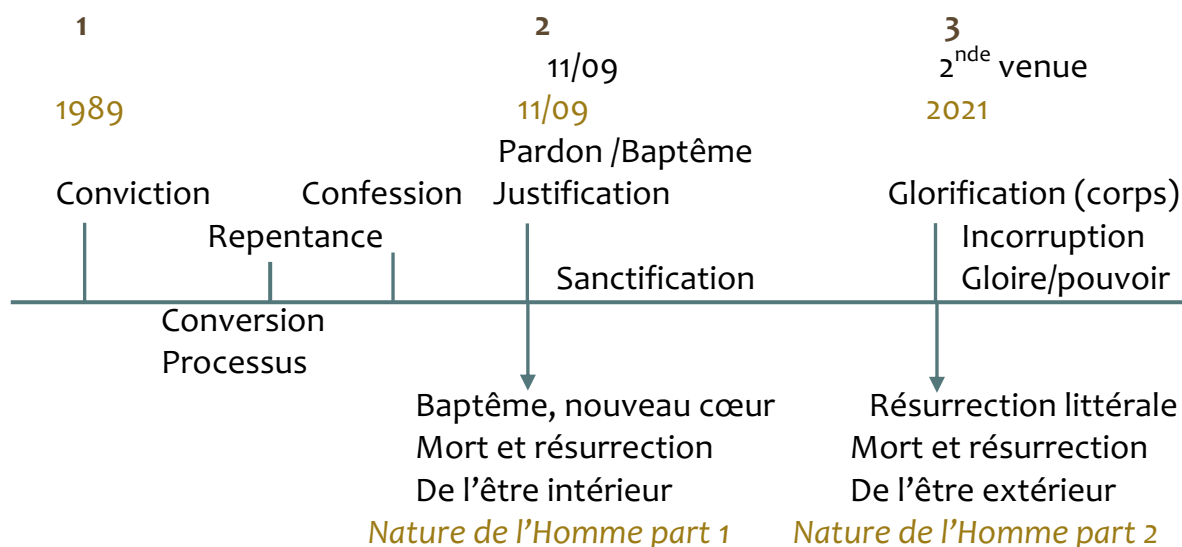 1 2 3
11/09 2nde venue
1989 11/09 2021
Pardon /Baptême
Conviction Confession Justification Glorification (corps)
Repentance Incorruption
Sanctification Gloire/pouvoir
Conversion
Processus
Baptême, nouveau cœur Résurrection littérale
Mort et résurrection Mort et résurrection
De l'être intérieur De l'être extérieur
Nature de l'Homme part 1 Nature de l'Homme part 2